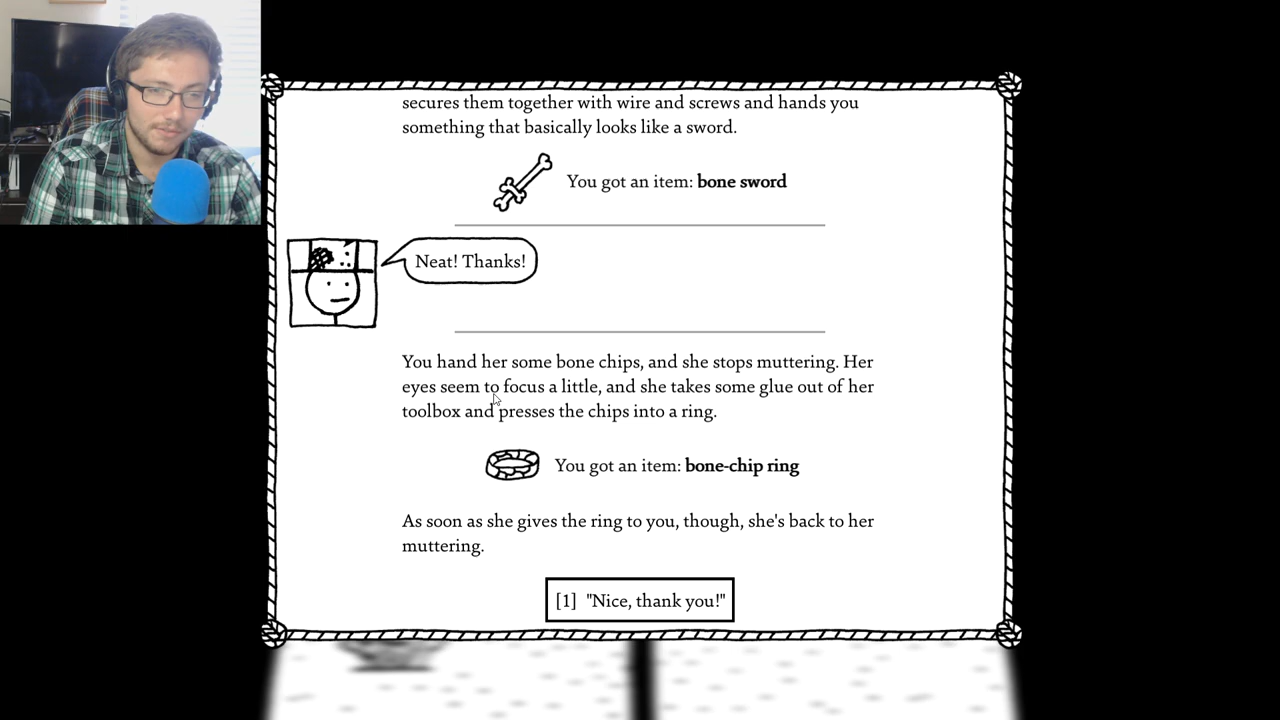 secures them together with wire and screws and hands you
something that basically looks like a sword.
You got an item: bone sword
Neat! Thanks!
You hand her some bone chips, and she stops muttering. Her
eyes seem to focus a little, and she takes some glue out of her
toolbox and presses the chips into a ring.
You got an item: bone-chip ring
As soon as she gives the ring to you, though, she's back to her
muttering.
[1] "Nice, thank you!"